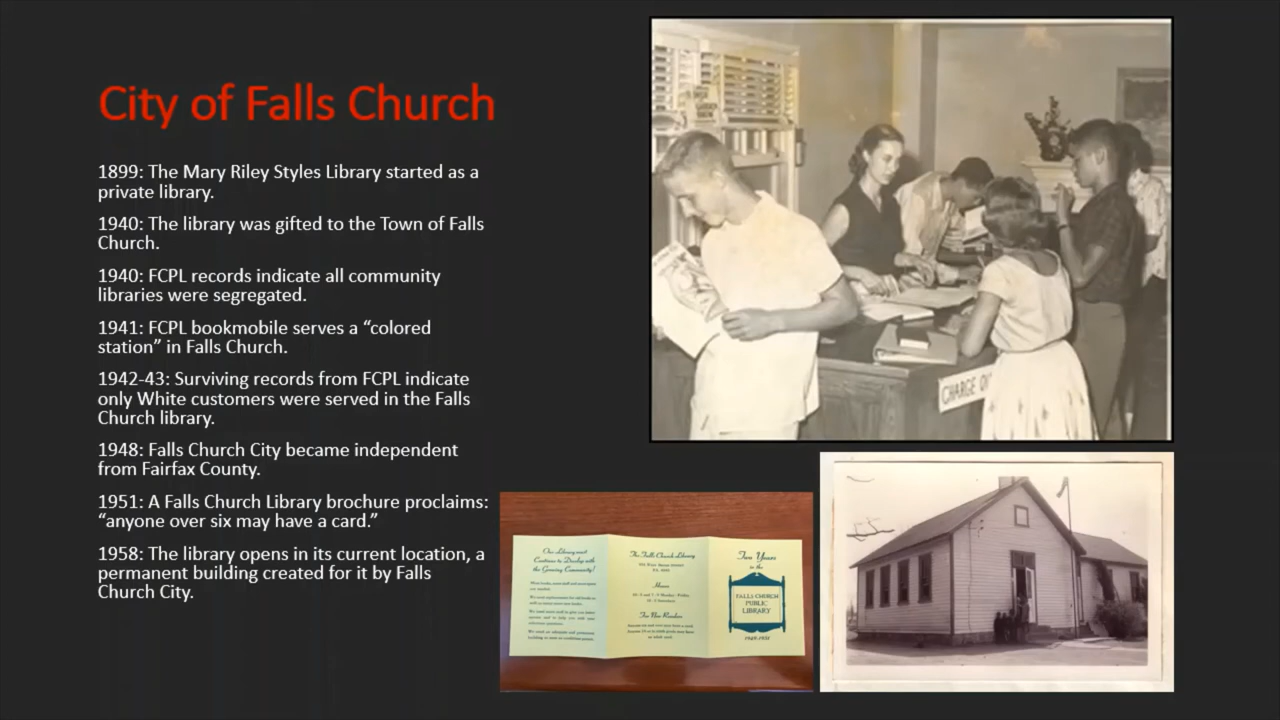 City of Falls Church
1899: The Mary Riley Styles Library started as a
private library.
1940: The library was gifted to the Town of Falls
Church.
1940: FCPL records indicate all community
libraries were segregated.
1941: FCPL bookmobile serves a “colored
station” in Falls Church.
1942-43: Surviving records from FCPL indicate
only White customers were served in the Falls
Church library.
1948: Falls Church City became independent
from Fairfax County.
1951: A Falls Church Library brochure proclaims:
“anyone over six may have a card.”
1958: The library opens in its current location, a
permanent building created for it by Falls
Church City.
CHARGE
Our Library must
Continue to Develop with
the Growing Community!
The Falls Church Library
Hours
For New Readers
Two Years
in the
FALLS CHURCH
PUBLIC
LIBRARY
1949-1951